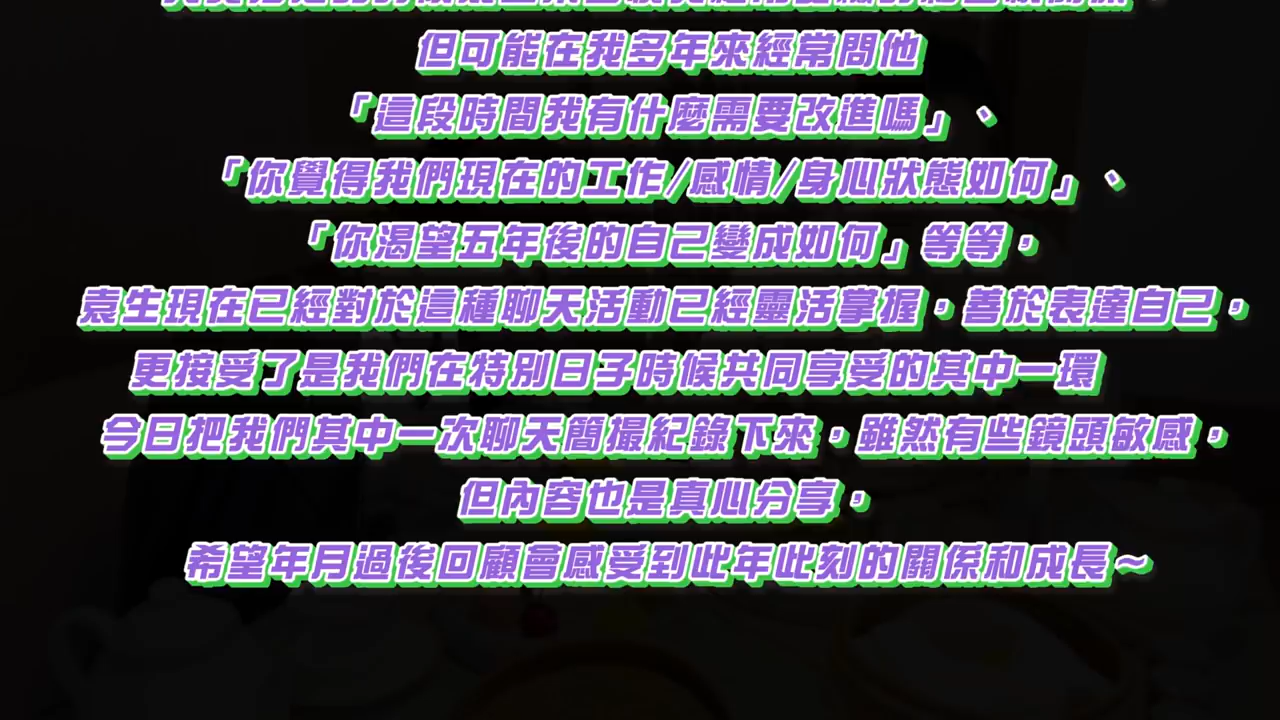 但可能在我多年來經常問他
「這段時間我有什麼需要改進嗎」、
「你覺得我們現在的工作/感情/身心狀態如何」、
「你渴望五年後的自己變成如何」等等，
袁生現在已經對於這種聊天活動已經靈活掌握，善於表達自己，
更接受了是我們在特別日子時候共同享受的其中一環
今日把我們其中一次聊天簡撮紀錄下來，雖然有些鏡頭敏感，
但內容也是真心分享，
希望年月過後回顧會感受到此年此刻的關係和成長～